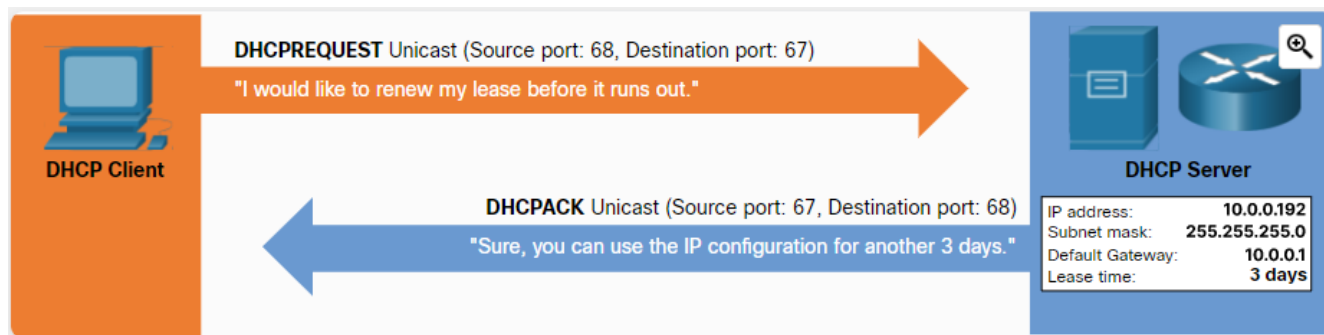 DHCPREQUEST Unicast (Source port: 68, Destination port: 67)
"I would like to renew my lease before it runs out."
DHCP Client
DHCP Server
DHCPACK Unicast (Source port: 67, Destination port: 68)
"Sure, you can use the IP configuration for another 3 days."
IP address: 10.0.0.192
Subnet mask: 255.255.255.0
Default Gateway: 10.0.0.1
Lease time: 3 days